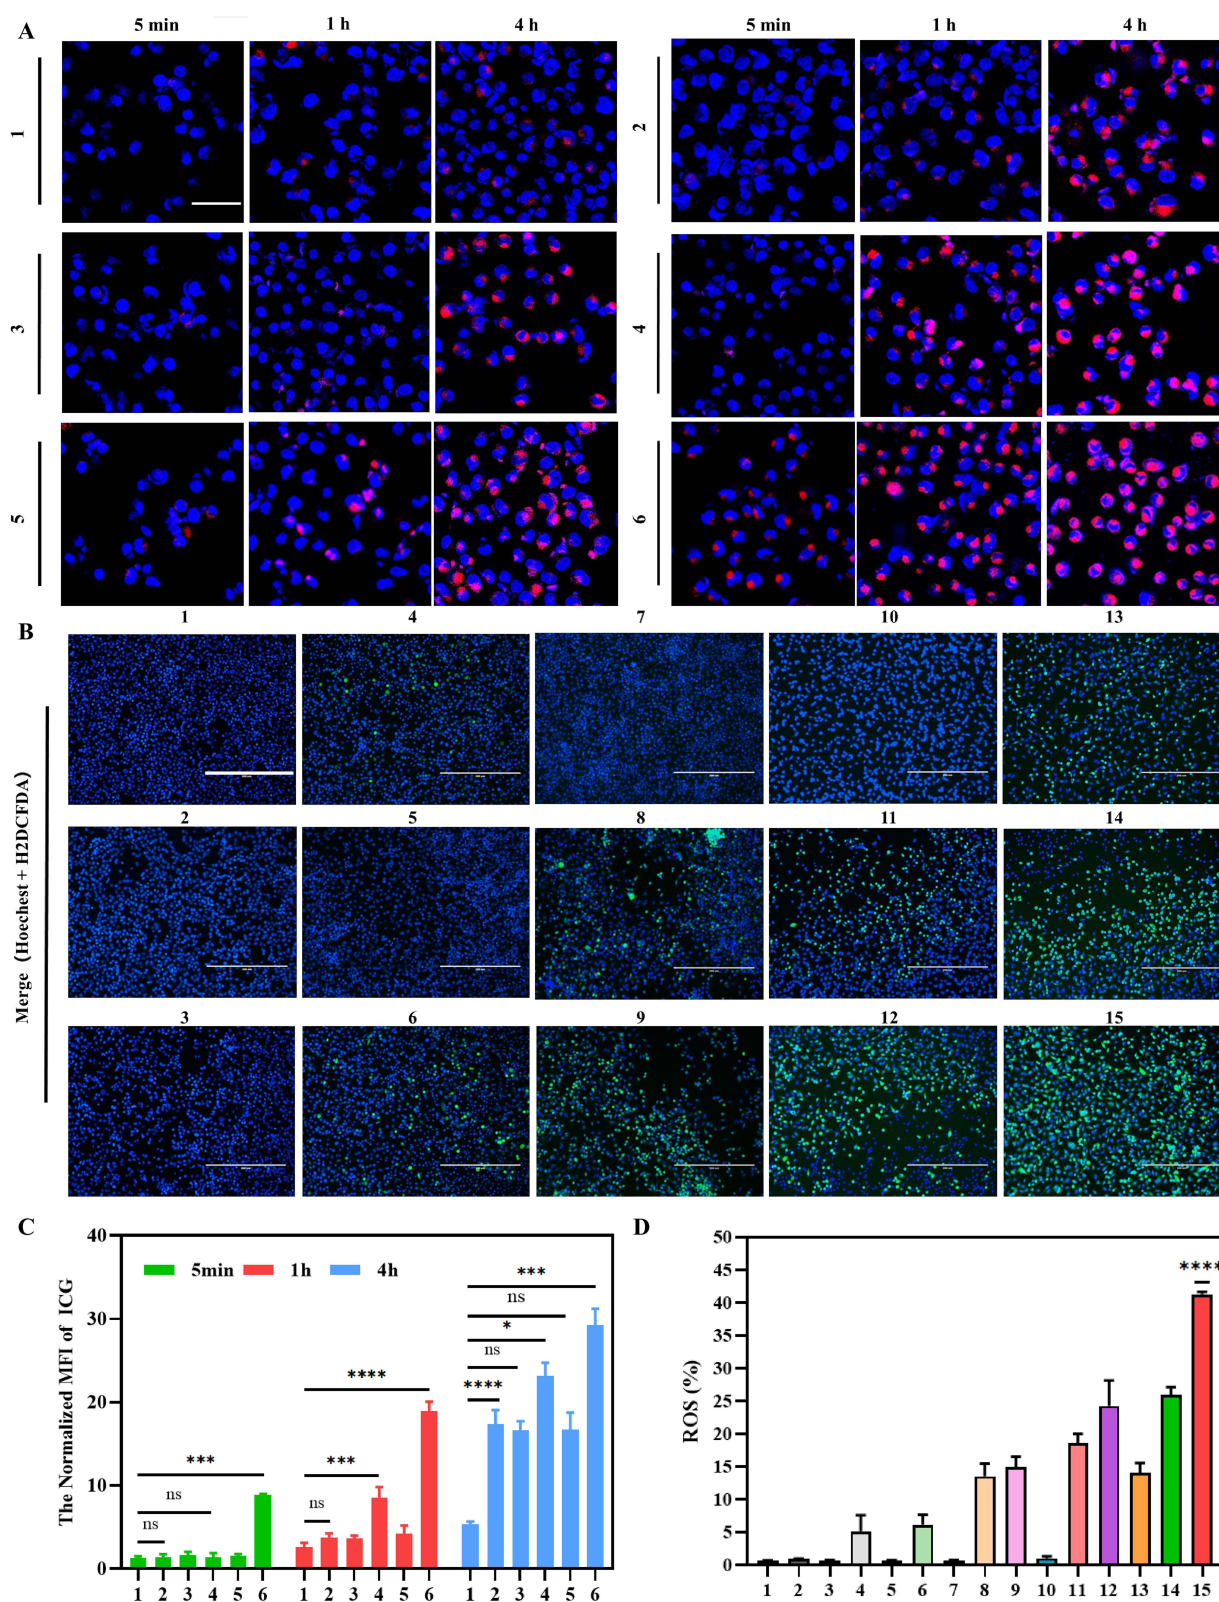 A
5 min 1 h 4 h 5 min 1 h 4 h
1 2
3 4
5 6
B
1 4 7 10 13
2 5 8 11 14
3 6 9 12 15
Merge (Hoechest + H2DCFDA)
C
The Normalized MFI of ICG
40
30
20
10
0
5min 1h 4h
ns
ns
***
ns
***
****
****
ns
*
ns
***
1 2 3 4 5 6 1 2 3 4 5 6 1 2 3 4 5 6
D
ROS (%)
50
45
40
35
30
25
20
15
10
5
0
****
1 2 3 4 5 6 7 8 9 10 11 12 13 14 15